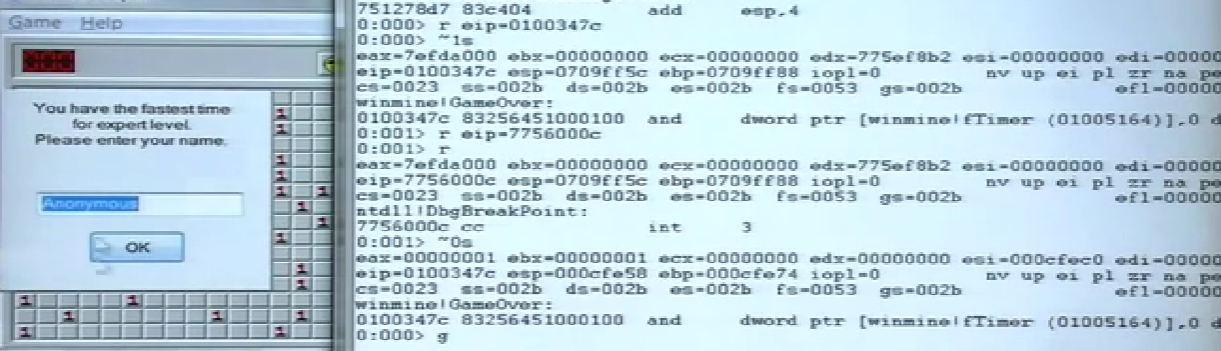 Game Help
000
You have the fastest time
for expert level.
Please enter your name.
Anonymous
OK
751278d7 83c404 add esp,4
0:000> r eip=0100347c
0:000> ~1s
eax=7efda000 ebx=00000000 ecx=00000000 edx=775ef8b2 esi=00000000 edi=00000
eip=0100347c esp=0709ff5c ebp=0709ff88 iopl=0 nv up ei pl zr na pe
cs=0023 ss=002b ds=002b es=002b fs=0053 gs=002b efl=0000
winmine!GameOver:
0100347c 83256451000100 and dword ptr [winmine!fTimer (01005164)],0 d
0:001> r eip=7756000c
0:001> r
eax=7efda000 ebx=00000000 ecx=00000000 edx=775ef8b2 esi=00000000 edi=00000
eip=7756000c esp=0709ff5c ebp=0709ff88 iopl=0 nv up ei pl zr na pe
cs=0023 ss=002b ds=002b es=002b fs=0053 gs=002b efl=00000
ntdll!DbgBreakPoint:
7756000c cc int 3
0:001> ~0s
eax=00000001 ebx=00000001 ecx=00000000 edx=00000000 esi=000cfec0 edi=00000
eip=0100347c esp=000cfe58 ebp=000cfe74 iopl=0 nv up ei pl zr na pe
cs=0023 ss=002b ds=002b es=002b fs=0053 gs=002b efl=00000
winmine!GameOver:
0100347c 83256451000100 and dword ptr [winmine!fTimer (01005164)],0 d
0:000> g